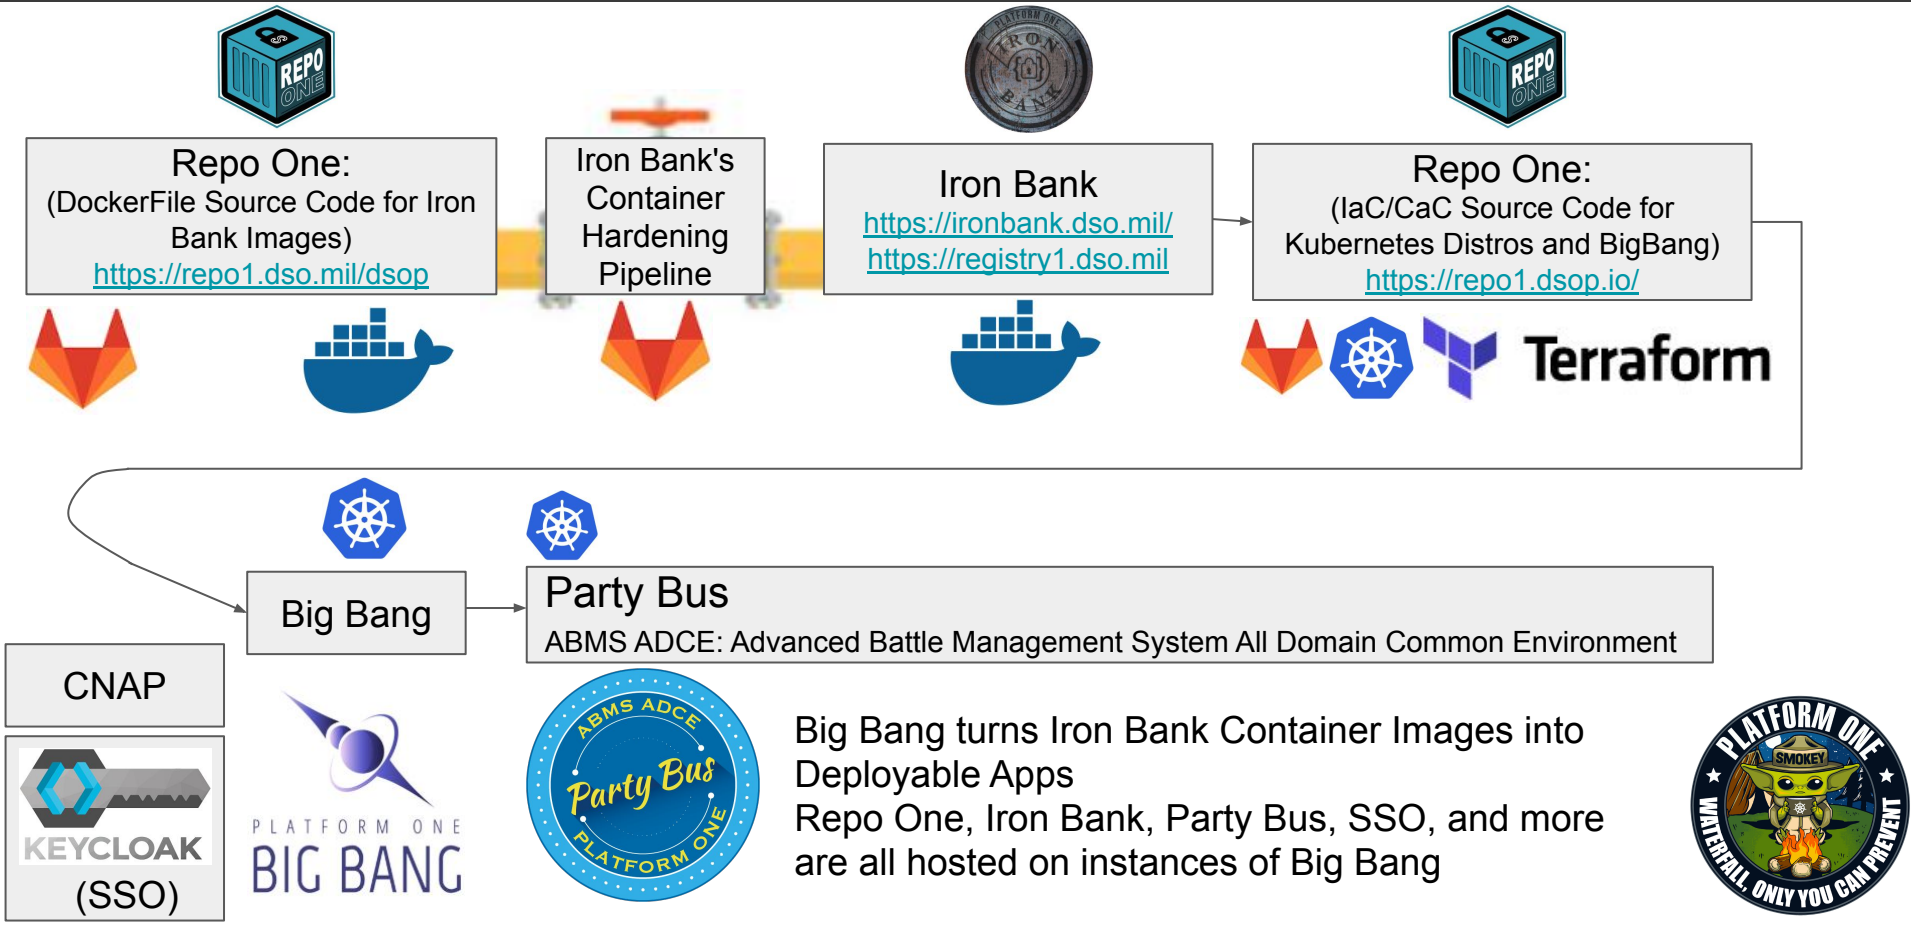 REPO
ONE
PLATFORM ONE
IRON
BANK
REPO
ONE
Repo One:
(DockerFile Source Code for Iron
Bank Images)
https://repo1.dso.mil/dsop
Iron Bank's
Container
Hardening
Pipeline
Iron Bank
https://ironbank.dso.mil/
https://registry1.dso.mil
Repo One:
(IaC/CaC Source Code for
Kubernetes Distros and BigBang)
https://repo1.dsop.io/
Terraform
Big Bang
Party Bus
ABMS ADCE: Advanced Battle Management System All Domain Common Environment
CNAP
KEYCLOAK
(SSO)
PLATFORM ONE
BIG BANG
ABMS ADCE
Party Bus
PLATFORM ONE
Big Bang turns Iron Bank Container Images into
Deployable Apps
Repo One, Iron Bank, Party Bus, SSO, and more
are all hosted on instances of Big Bang
PLATFORM ONE
SMOKEY
WATERFALL, ONLY YOU CAN PREVENT